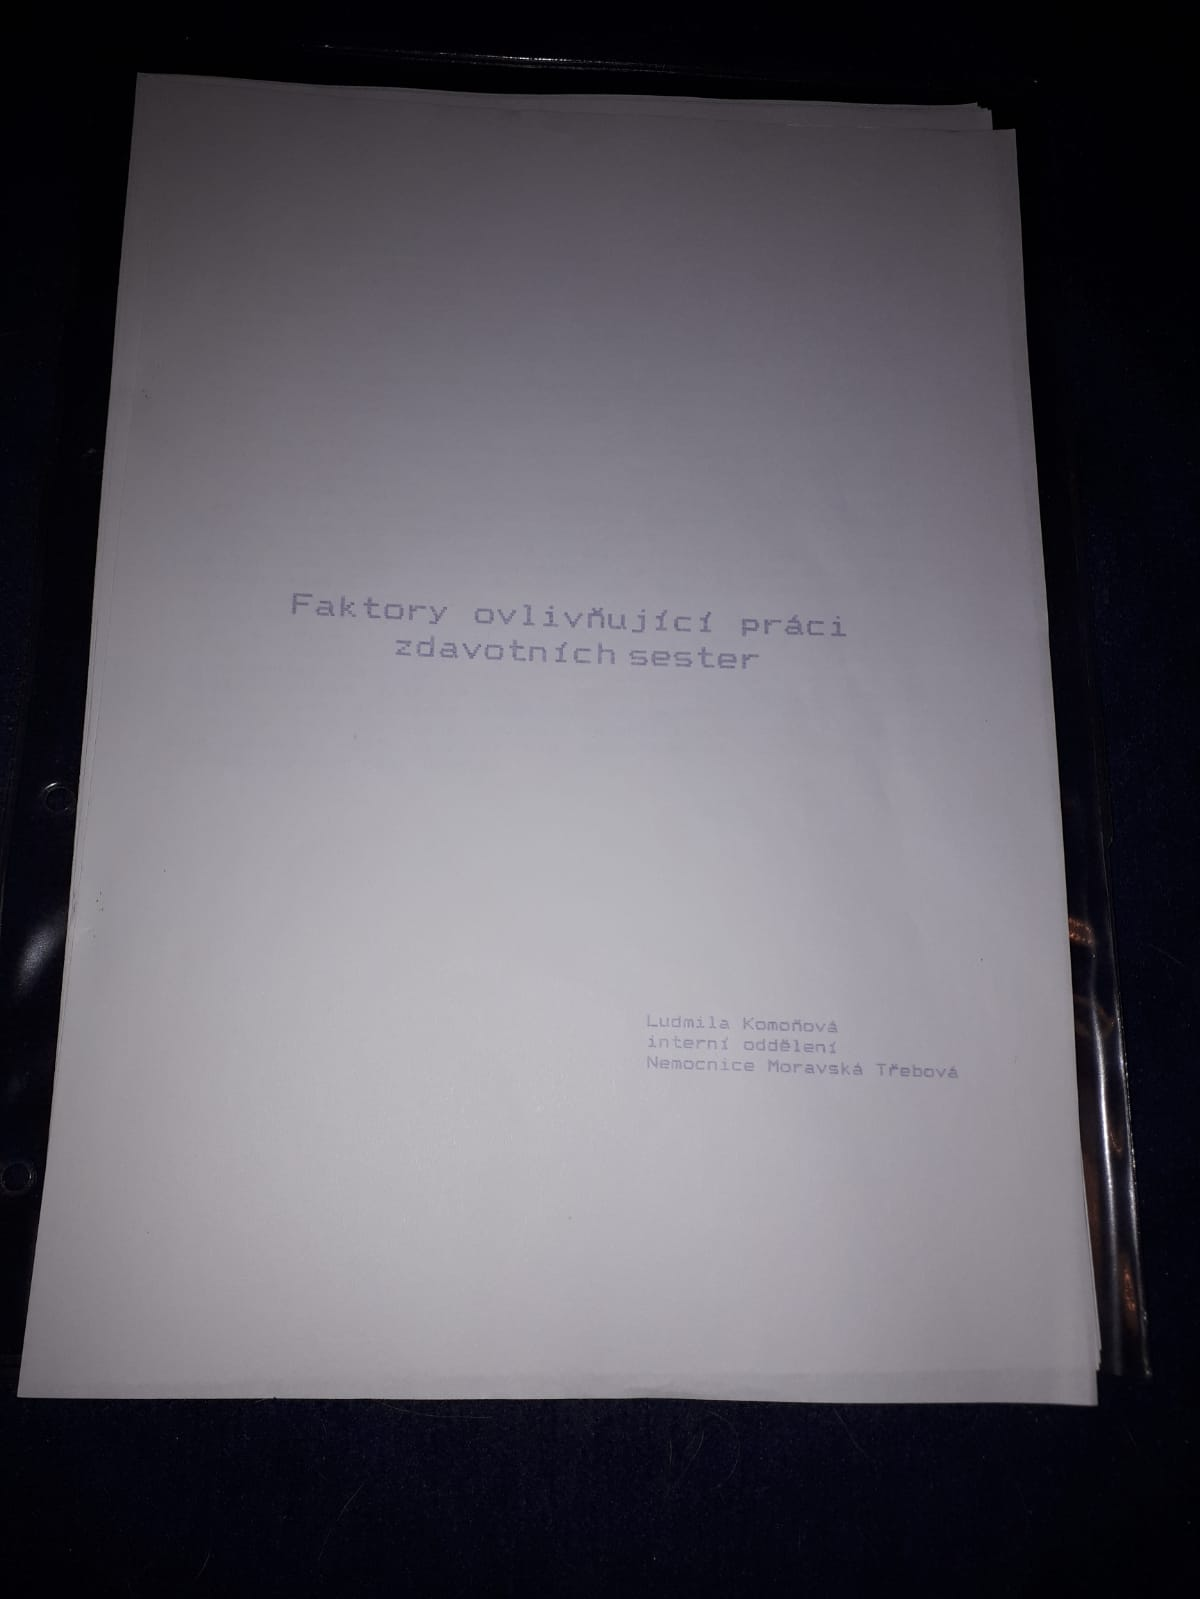 Faktory ovlivňující práci
zdavotních sester
Ludmila Komoňová
interní oddělení
Nemocnice Moravská Třebová